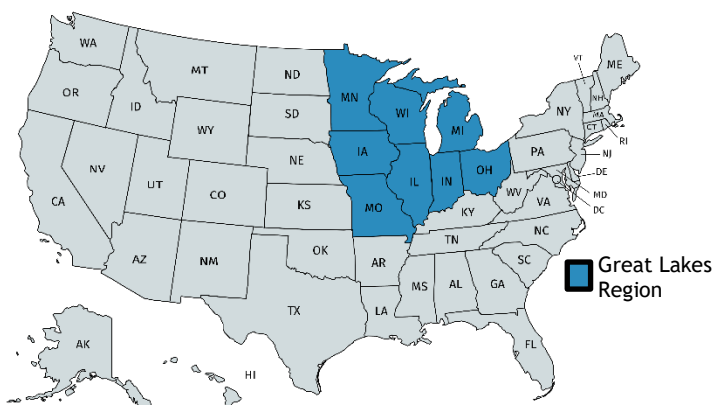 WA
MT
ND
MN
OR
ID
SD
WI
MI
VT
ME
NH
NY
MA
CT
RI
WY
IA
NE
PA
NJ
NV
UT
CO
IL
IN
OH
DE
MD
DC
WV
VA
CA
KS
MO
KY
NC
AZ
NM
OK
AR
TN
SC
MS
AL
GA
Great Lakes
Region
TX
LA
FL
AK
HI